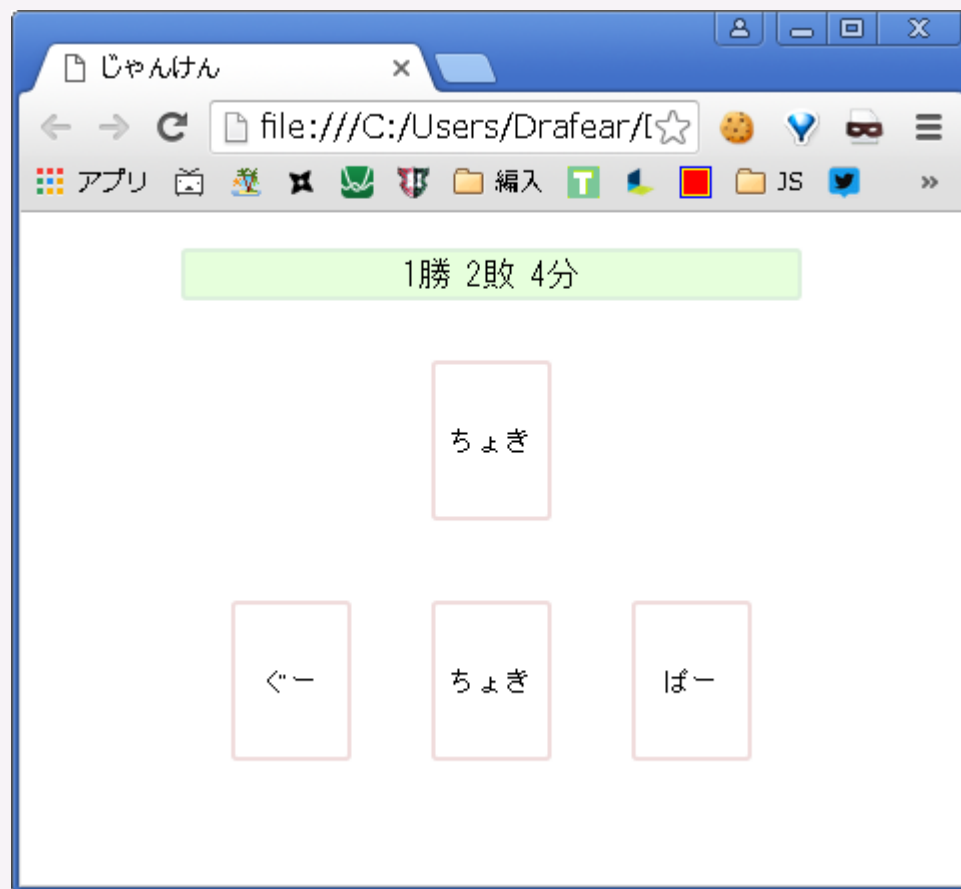 じゃんけん
file:///C:/Users/Drafear/[
アプリ 編入 T JS »
1勝 2敗 4分
ちょき
ぐー ちょき ぱー